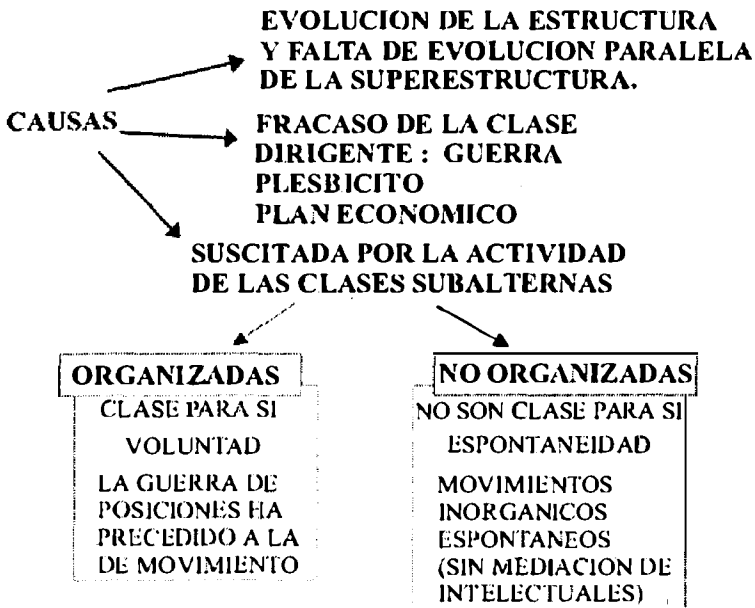 EVOLUCION DE LA ESTRUCTURA
Y FALTA DE EVOLUCION PARALELA
DE LA SUPERESTRUCTURA.
CAUSAS
FRACASO DE LA CLASE
DIRIGENTE : GUERRA
PLESBICITO
PLAN ECONOMICO
SUSCITADA POR LA ACTIVIDAD
DE LAS CLASES SUBALTERNAS
ORGANIZADAS
CLASE PARA SI
VOLUNTAD
LA GUERRA DE
POSICIONES HA
PRECEDIDO A LA
DE MOVIMIENTO
NO ORGANIZADAS
NO SON CLASE PARA SI
ESPONTANEIDAD
MOVIMIENTOS
INORGANICOS
ESPONTANEOS
(SIN MEDIACION DE
INTELECTUALES)